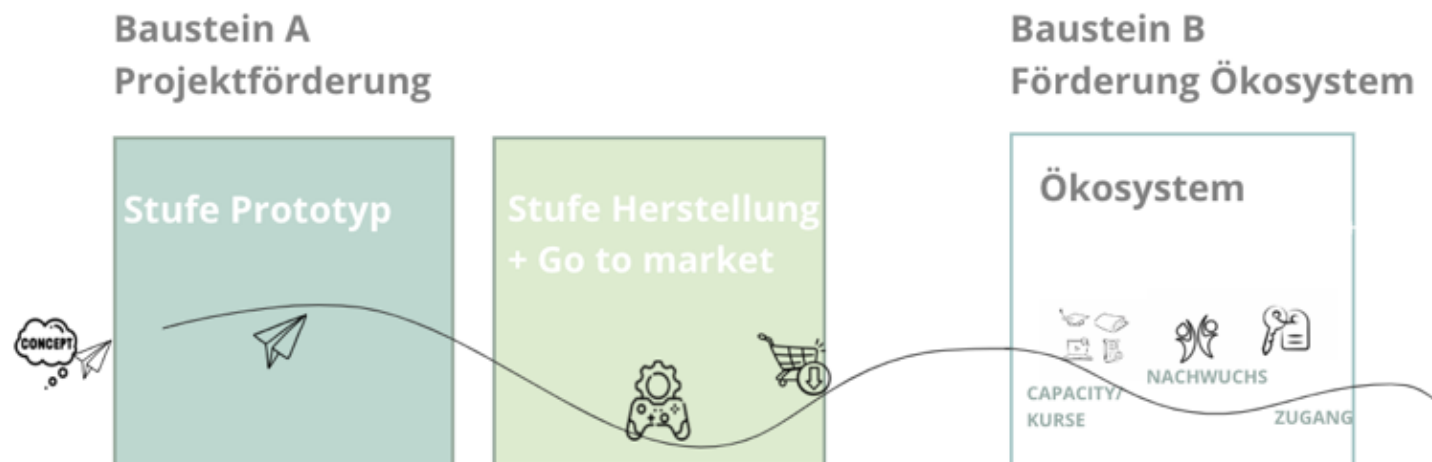 Baustein A
Projektförderung
Baustein B
Förderung Ökosystem
Stufe Prototyp
Stufe Herstellung
+ Go to market
Ökosystem
CONCEPT
CAPACITY/
KURSE
NACHWUCHS
ZUGANG